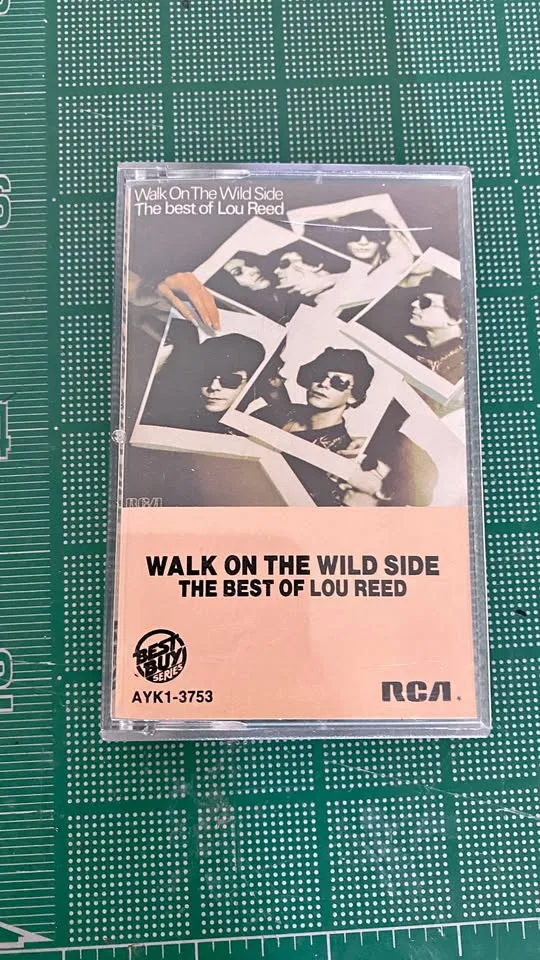 Walk On The Wild Side
The best of Lou Reed
RCA
WALK ON THE WILD SIDE
THE BEST OF LOU REED
BEST
BUY
SERIES
AYK1-3753
RCA